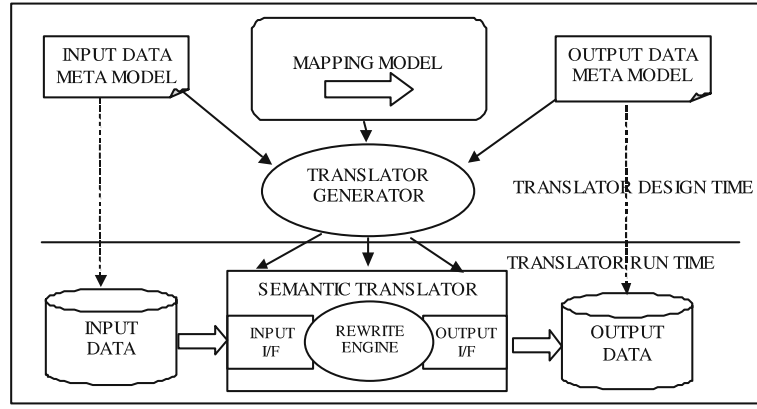 INPUT DATA
META MODEL
MAPPING MODEL
OUTPUT DATA
META MODEL
TRANSLATOR
GENERATOR
TRANSLATOR DESIGN TIME
TRANSLATOR RUN TIME
SEMANTIC TRANSLATOR
INPUT
DATA
INPUT
I/F
REWRITE
ENGINE
OUTPUT
I/F
OUTPUT
DATA